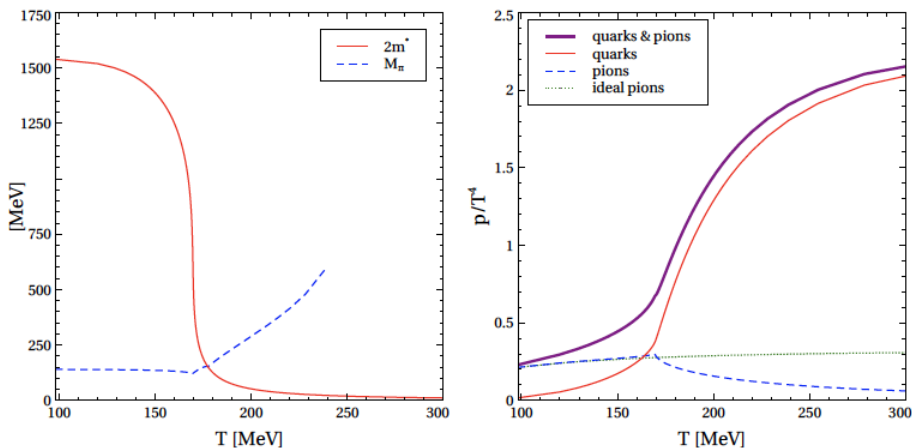 1750
1500
1250
750
500
250
0
[MeV]
2m*
Mπ
100
150
200
250
300
T [MeV]
2.5
2
1.5
1
0.5
0
p/T⁴
quarks & pions
quarks
pions
ideal pions
100
150
200
250
300
T [MeV]